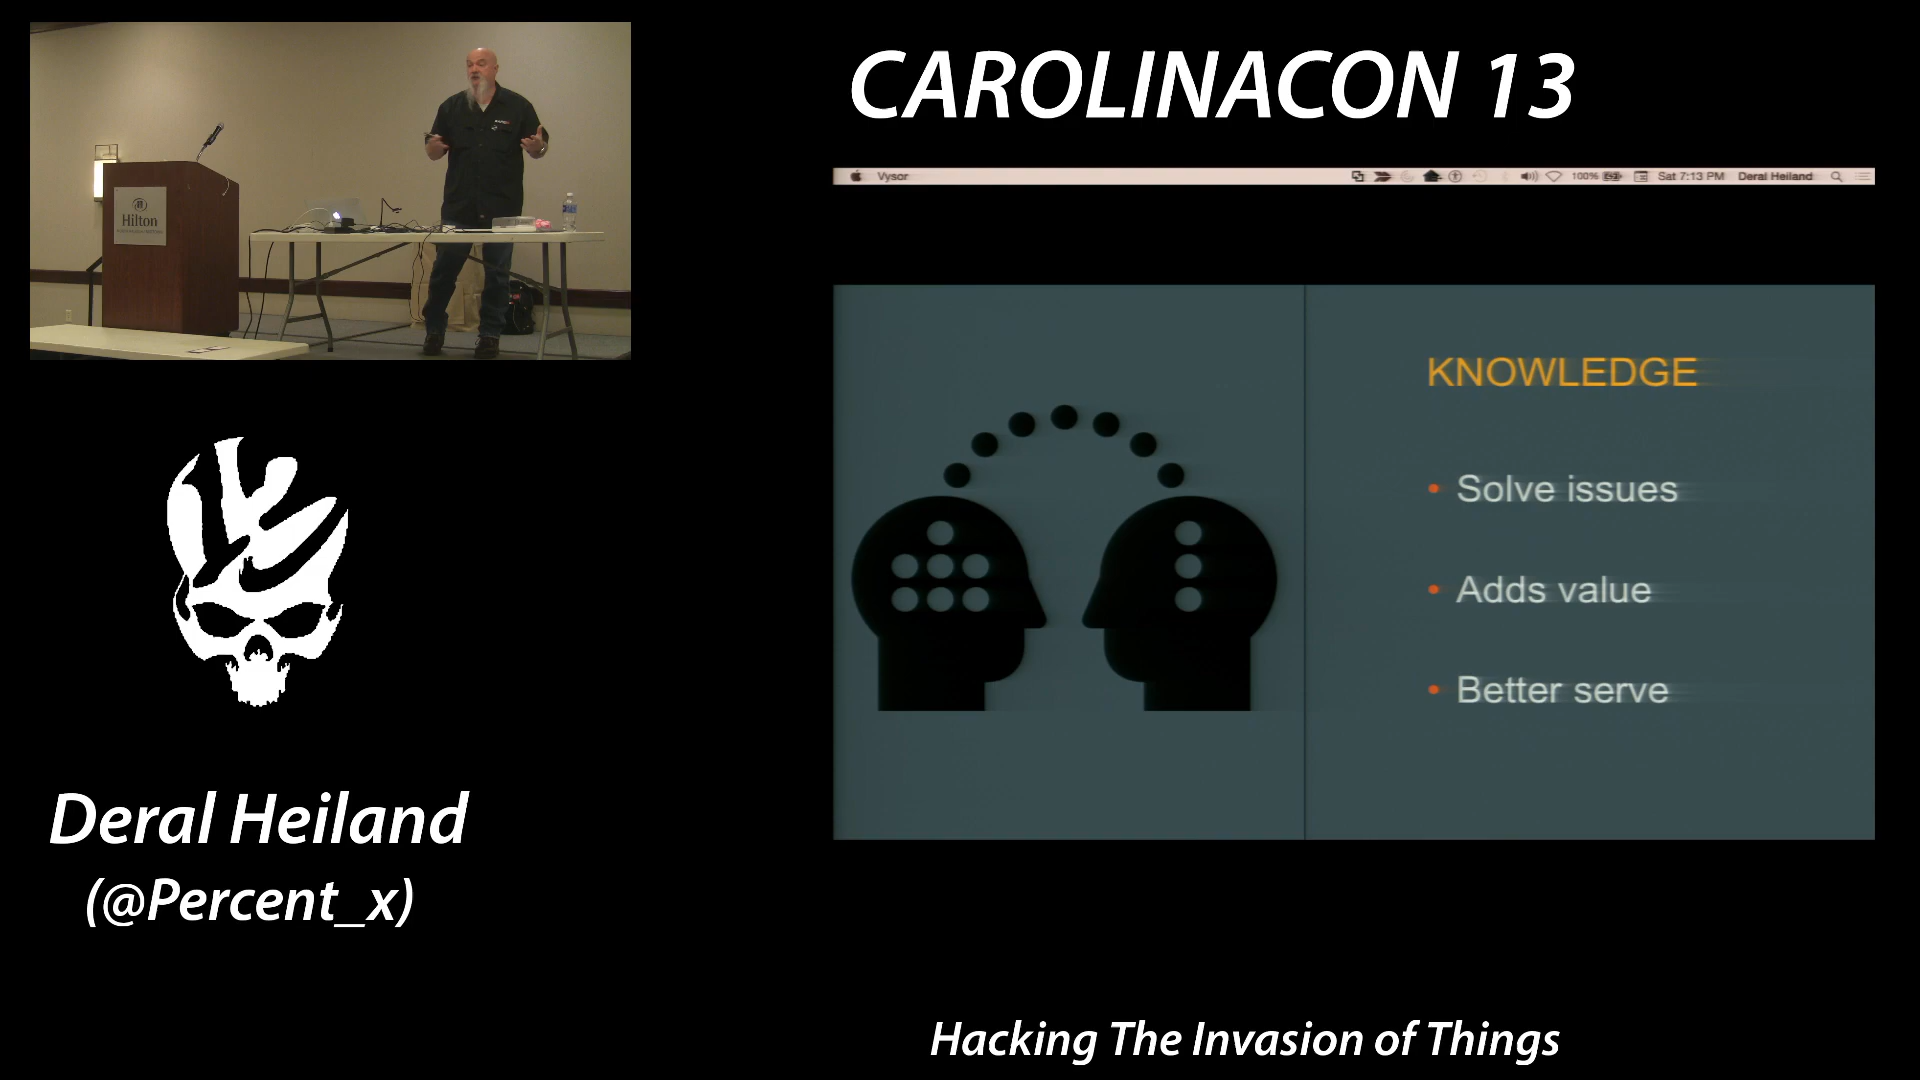 CAROLINACON 13
Hilton
Vysor
100%
Sat 7:13 PM
Deral Heiland
KNOWLEDGE
• Solve issues
• Adds value
• Better serve
Deral Heiland
(@Percent_x)
Hacking The Invasion of Things